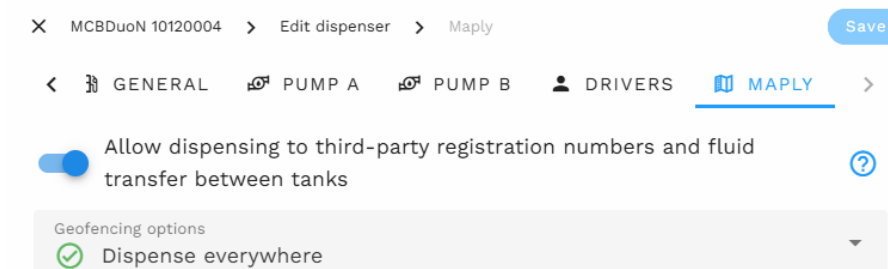 MCBDuoN 10120004 > Edit dispenser > Maply
Save
GENERAL PUMP A PUMP B DRIVERS MAPLY
Allow dispensing to third-party registration numbers and fluid
transfer between tanks
Geofencing options
Dispense everywhere